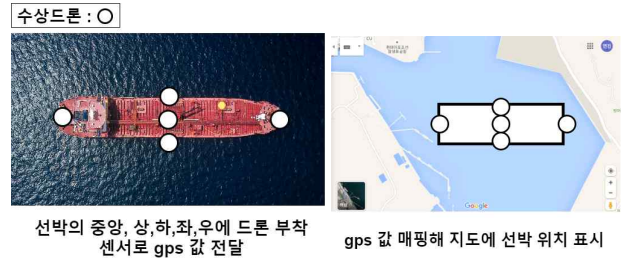 수상드론 : ○
Google
선박의 중앙, 상,하,좌,우에 드론 부착
센서로 gps 값 전달
gps 값 매핑해 지도에 선박 위치 표시